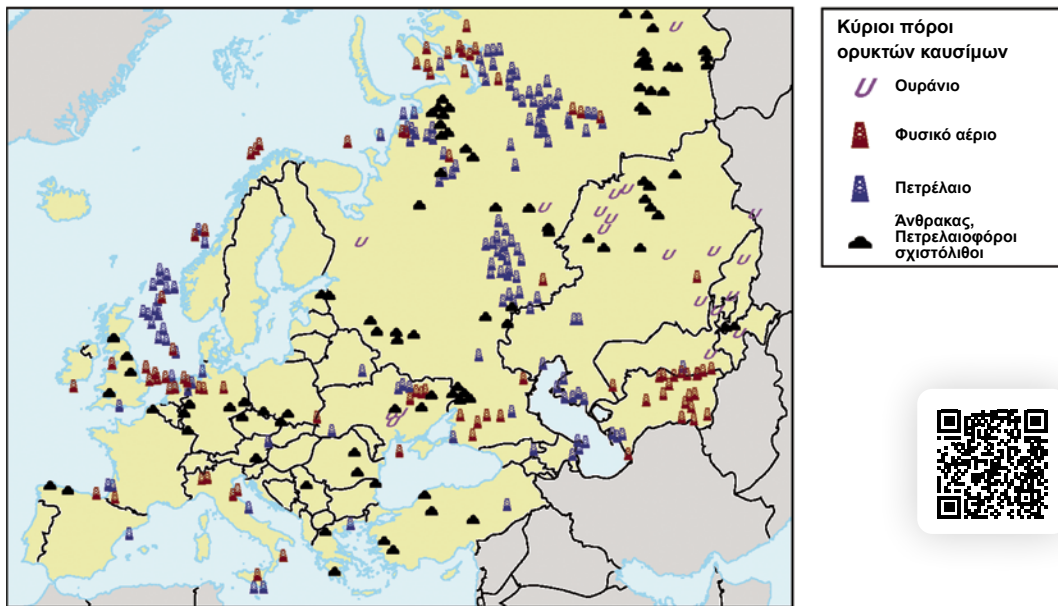 Κύριοι πόροι
ορυκτών καυσίμων
Ουράνιο
Φυσικό αέριο
Πετρέλαιο
Άνθρακας,
Πετρελαιοφόροι
σχιστόλιθοι